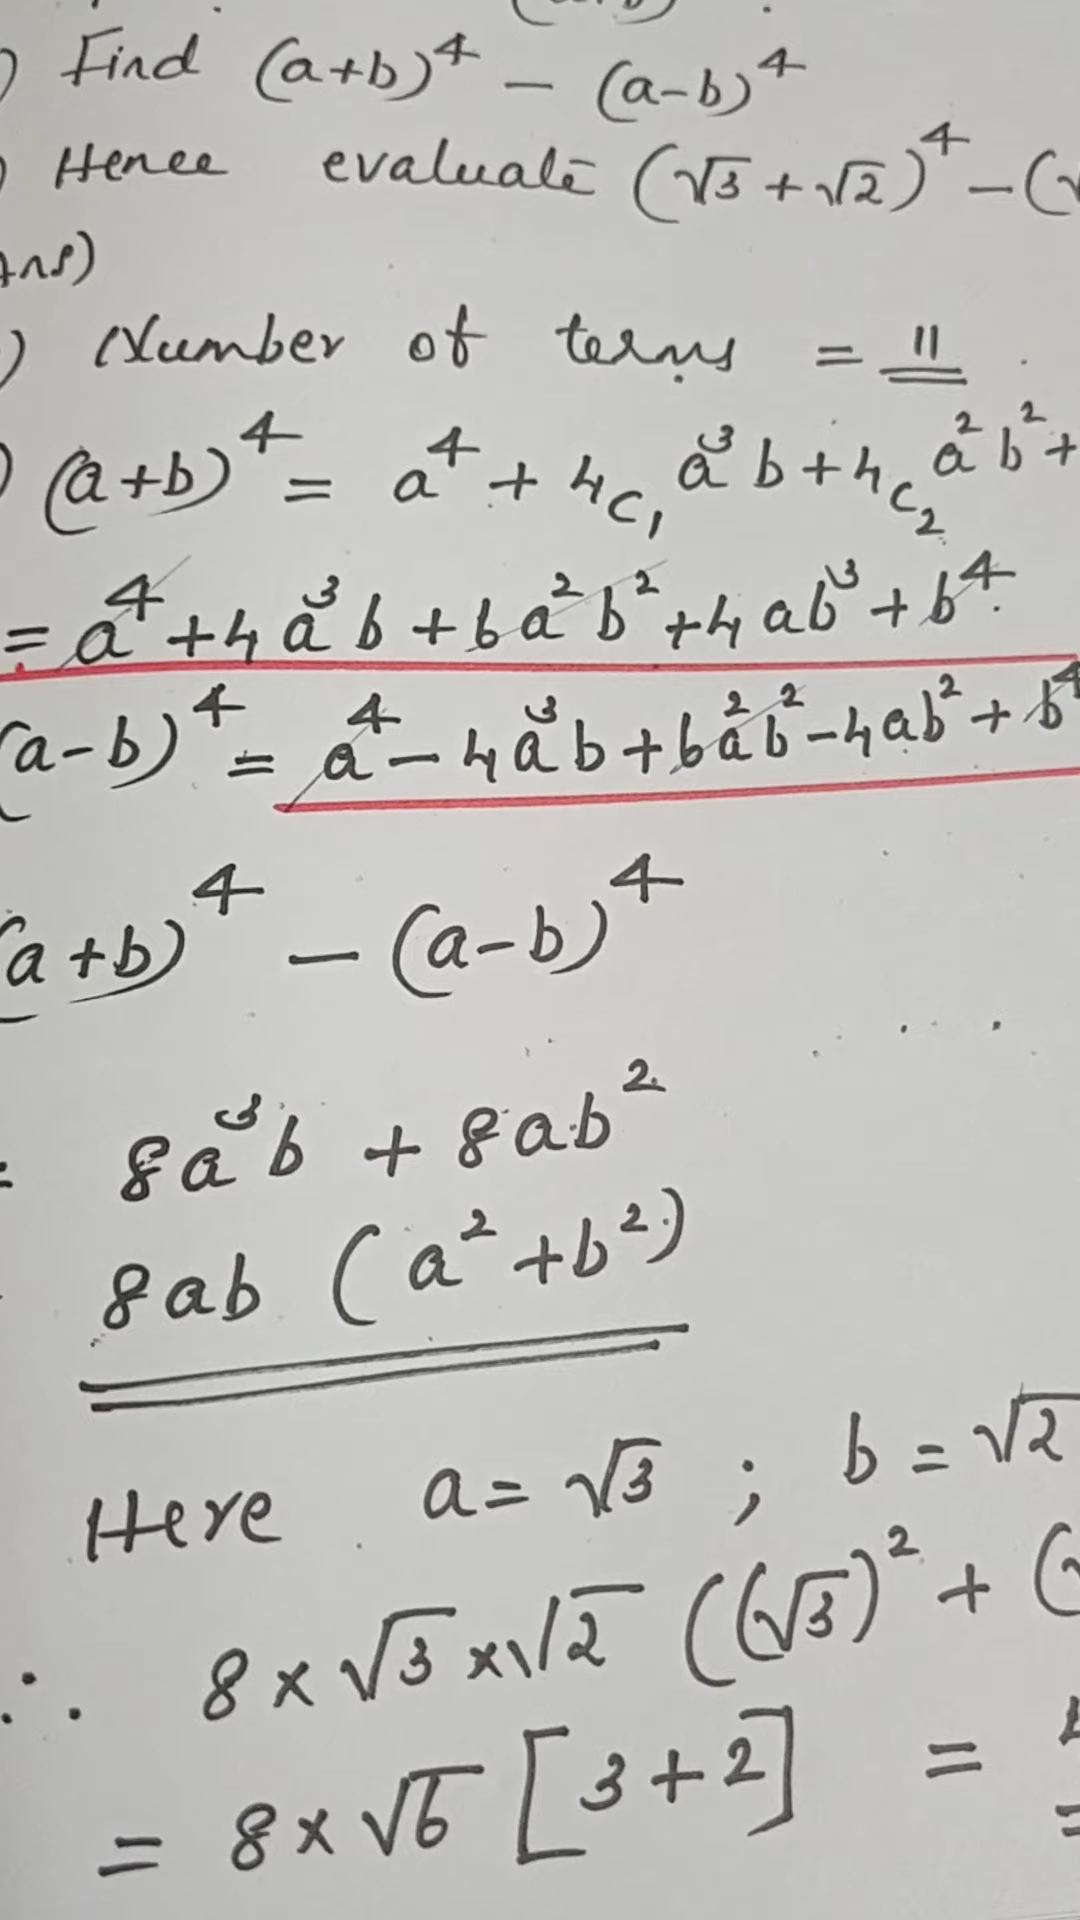 ) Find (a+b)⁴ − (a−b)⁴
) Hence evaluate (√3 + √2)⁴ − (√
Ans)
) Number of terms = 11
) (a+b)⁴ = a⁴ + 4C₁ a³b + 4C₂ a²b² +
= a⁴ + 4a³b + 6a²b² + 4ab³ + b⁴.
(a−b)⁴ = a⁴ − 4a³b + 6a²b² − 4ab² + b⁴
(a+b)⁴ − (a−b)⁴
= 8a³b + 8ab²
8ab (a² + b²)
Here a = √3 ; b = √2
∴ 8 × √3 × √2 ((√3)² + (
= 8 × √6 [3+2] =